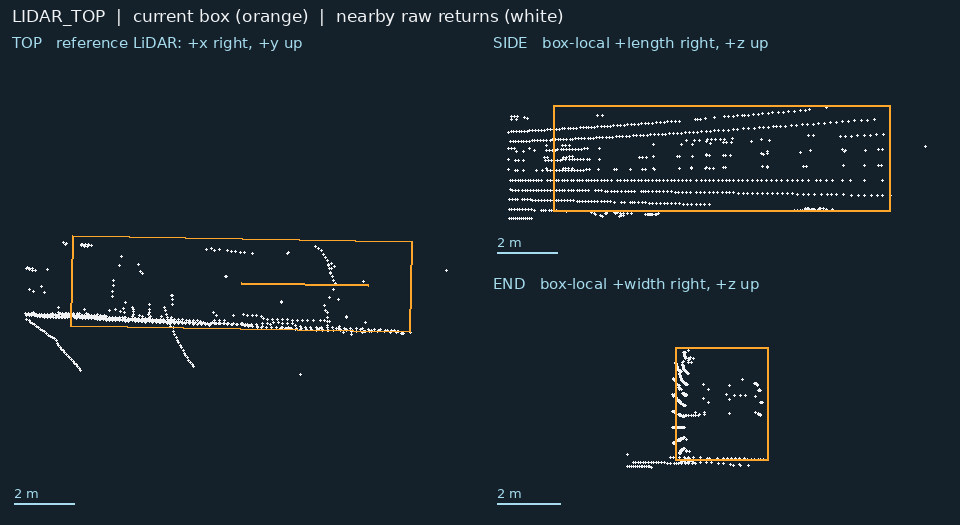 LIDAR_TOP  |  current box (orange)  |  nearby raw returns (white)
TOP   reference LiDAR: +x right, +y up
SIDE   box-local +length right, +z up
2 m
END   box-local +width right, +z up
2 m
2 m